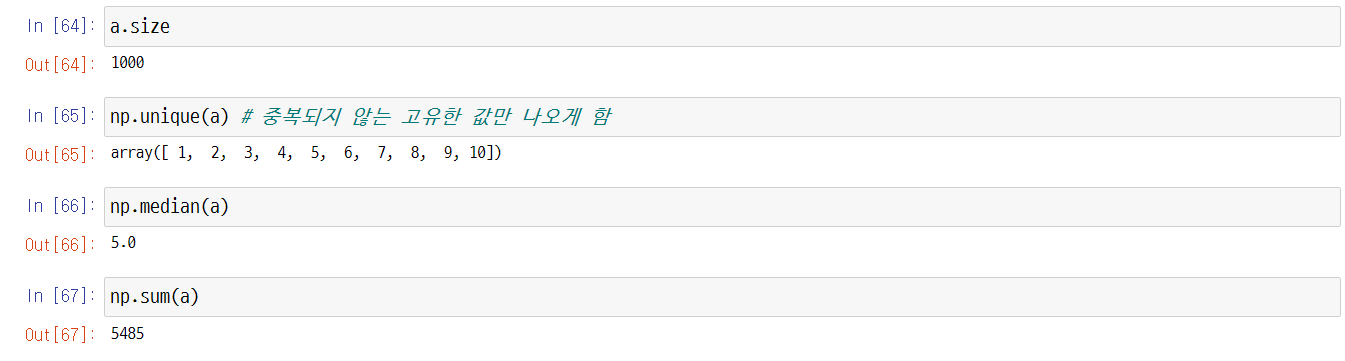 In [64]: a.size
Out[64]: 1000
In [65]: np.unique(a) # 중복되지 않는 고유한 값만 나오게 함
Out[65]: array([ 1,  2,  3,  4,  5,  6,  7,  8,  9, 10])
In [66]: np.median(a)
Out[66]: 5.0
In [67]: np.sum(a)
Out[67]: 5485